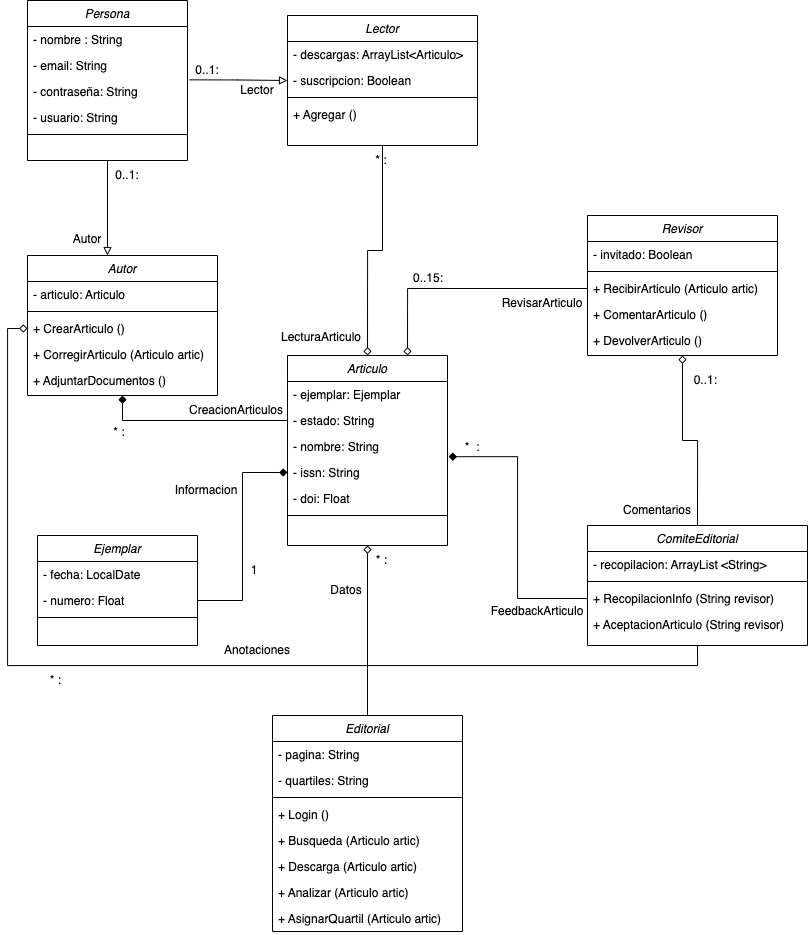 Persona
- nombre : String
- email: String
- contraseña: String
- usuario: String
Lector
- descargas: ArrayList<Articulo>
- suscripcion: Boolean
+ Agregar ()
0..1:
Lector
* :
0..1:
Autor
Autor
- articulo: Articulo
+ CrearArticulo ()
+ CorregirArticulo (Articulo artic)
+ AdjuntarDocumentos ()
Revisor
- invitado: Boolean
+ RecibirArticulo (Articulo artic)
+ ComentarArticulo ()
+ DevolverArticulo ()
0..15:
RevisarArticulo
LecturaArticulo
Articulo
- ejemplar: Ejemplar
- estado: String
- nombre: String
- issn: String
- doi: Float
0..1:
CreacionArticulos
* :
* :
Informacion
1
Comentarios
Ejemplar
- fecha: LocalDate
- numero: Float
ComiteEditorial
- recopilacion: ArrayList <String>
+ RecopilacionInfo (String revisor)
+ AceptacionArticulo (String revisor)
* :
Datos
FeedbackArticulo
Anotaciones
* :
Editorial
- pagina: String
- quartiles: String
+ Login ()
+ Busqueda (Articulo artic)
+ Descarga (Articulo artic)
+ Analizar (Articulo artic)
+ AsignarQuartil (Articulo artic)